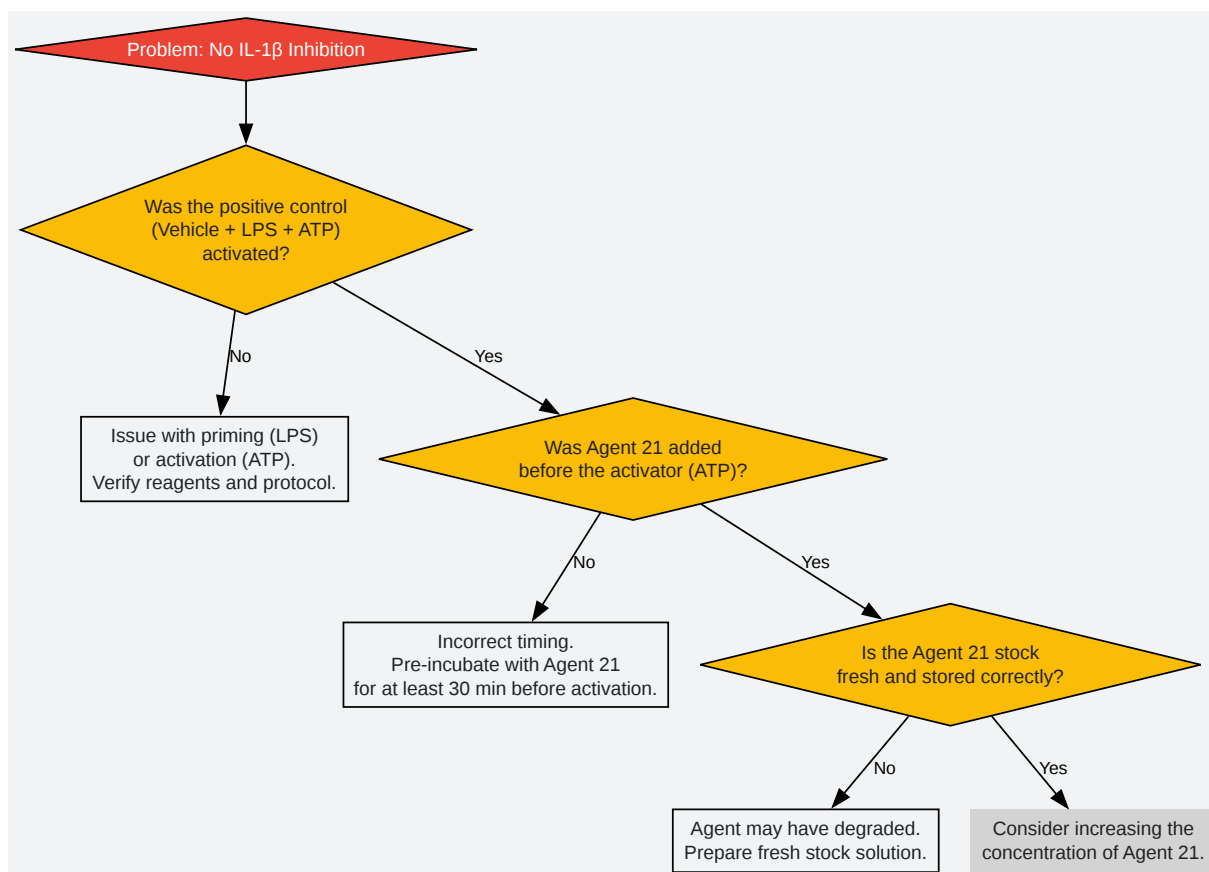 Problem: No IL-1β Inhibition
Was the positive control
(Vehicle + LPS + ATP)
activated?
No
Yes
Issue with priming (LPS)
or activation (ATP).
Verify reagents and protocol.
Was Agent 21 added
before the activator (ATP)?
No
Yes
Incorrect timing.
Pre-incubate with Agent 21
for at least 30 min before activation.
Is the Agent 21 stock
fresh and stored correctly?
No
Yes
Agent may have degraded.
Prepare fresh stock solution.
Consider increasing the
concentration of Agent 21.